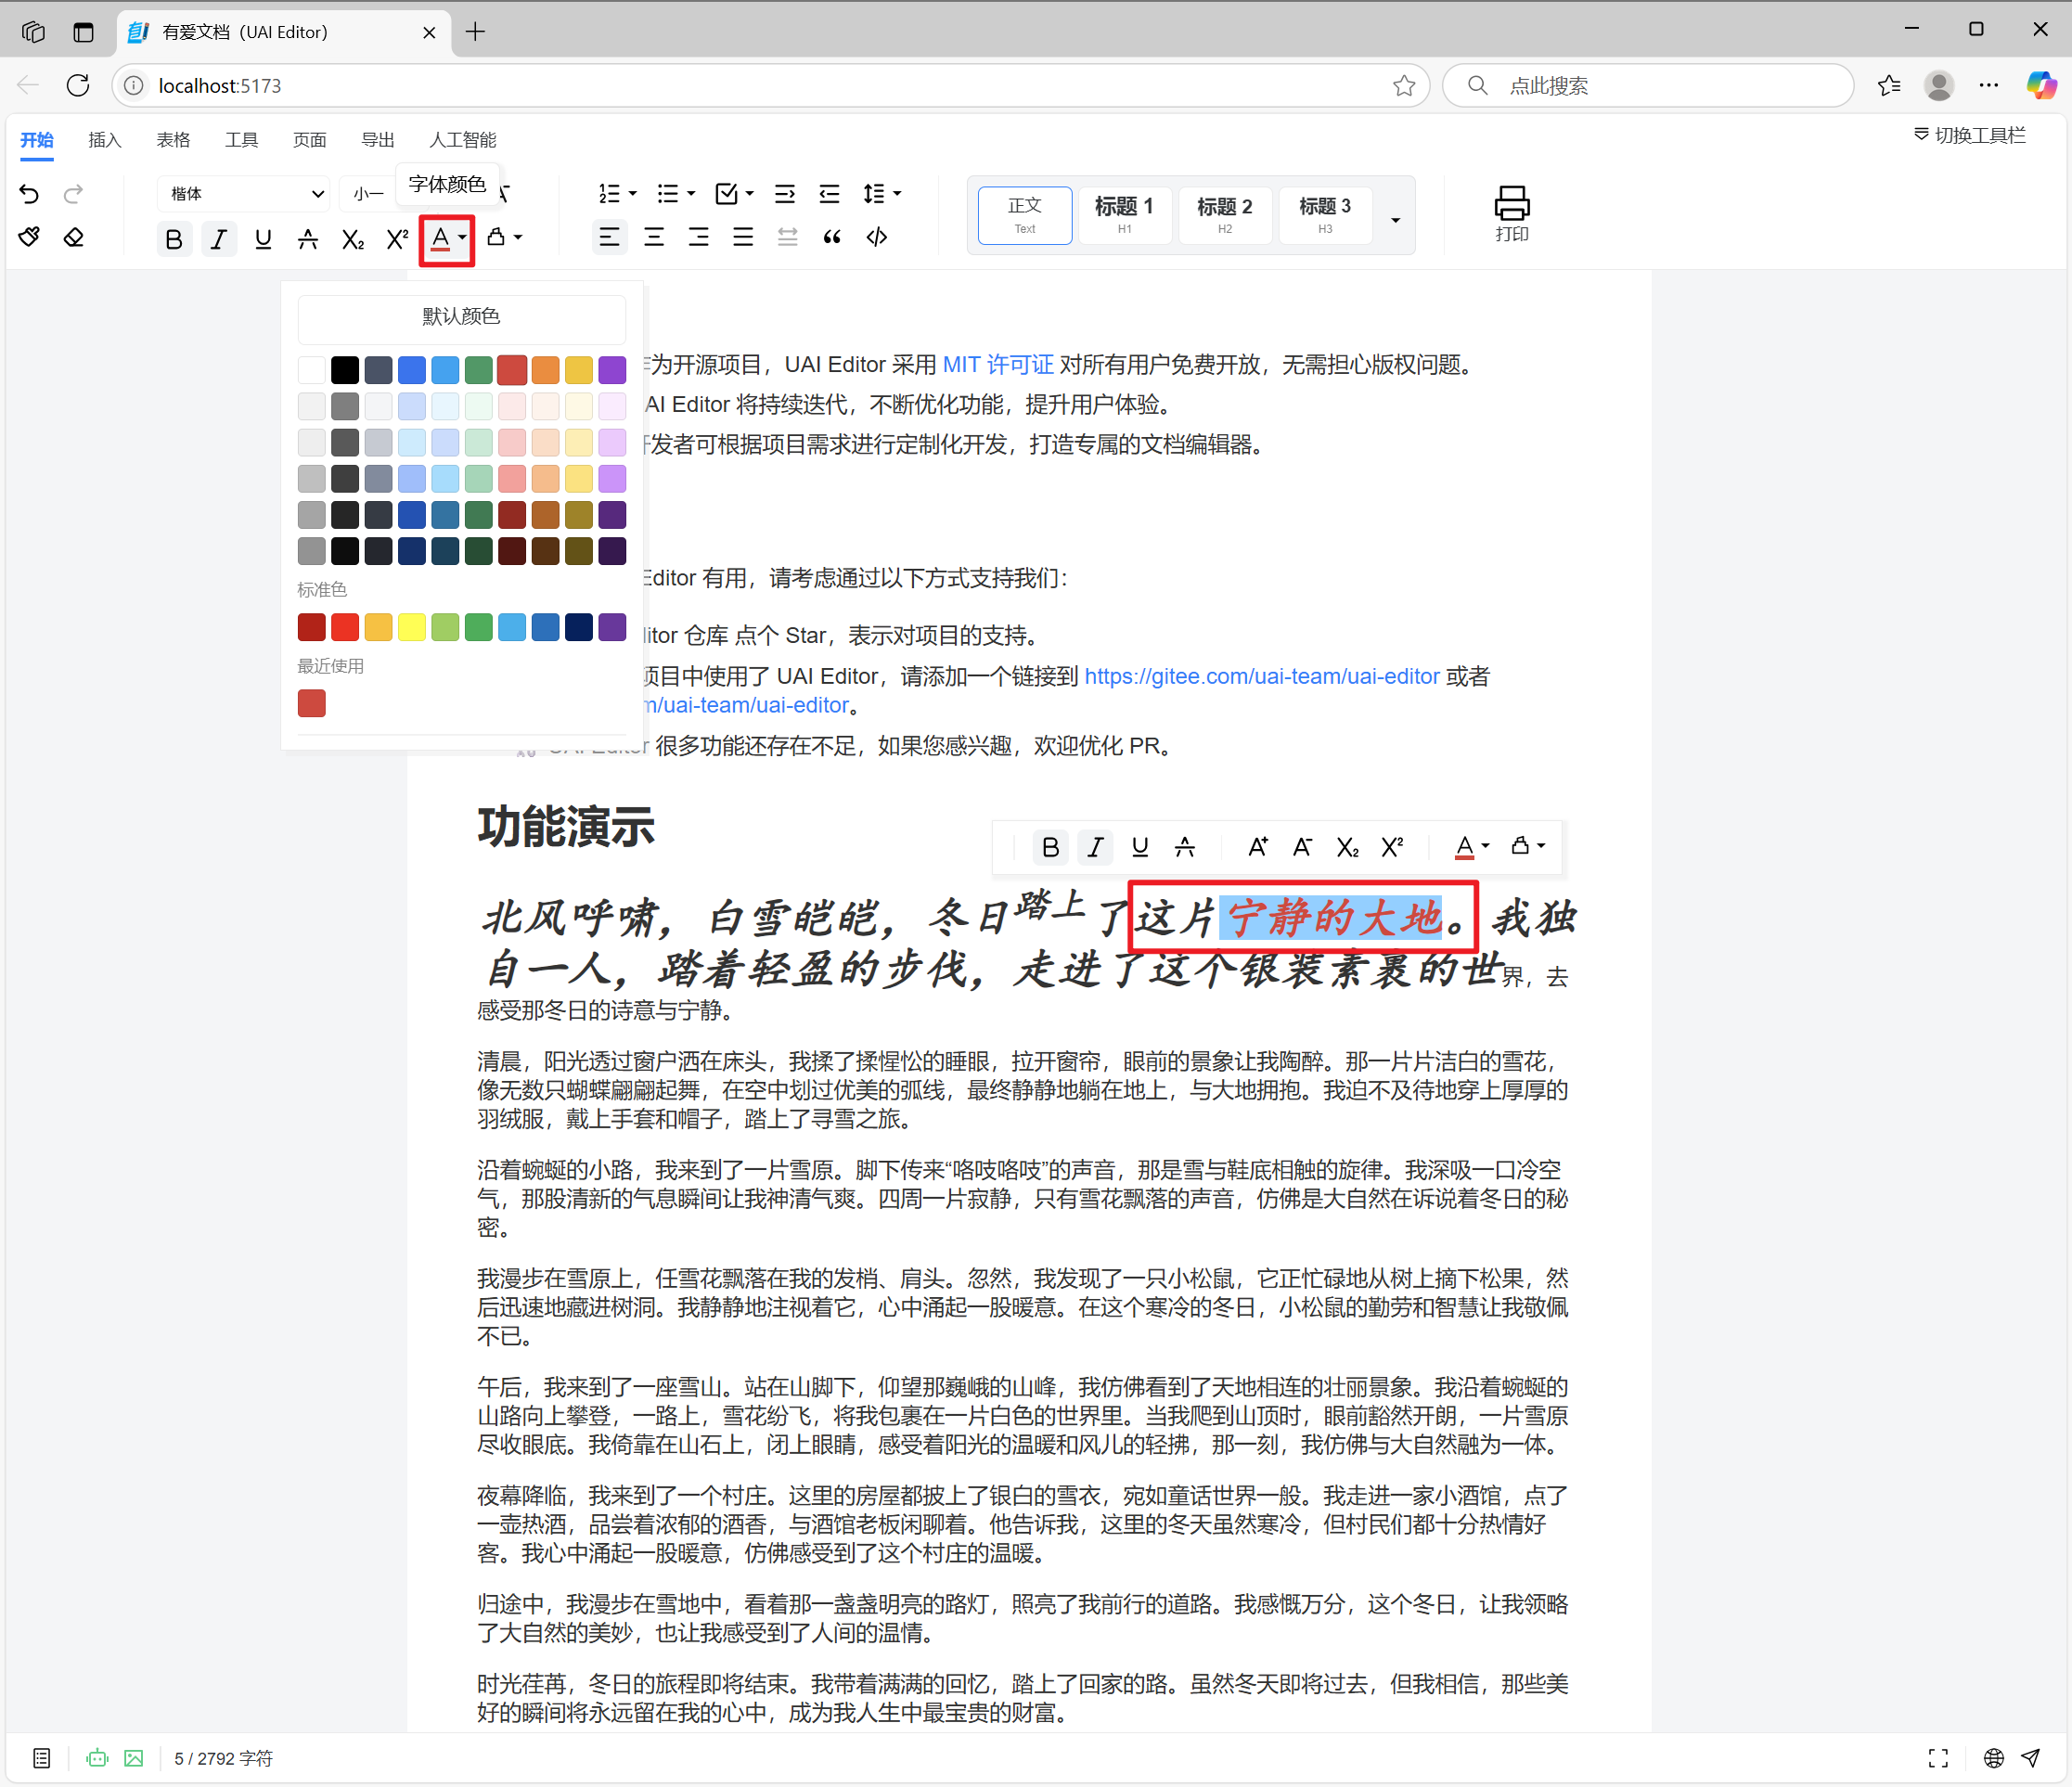 有爱文档（UAI Editor）
localhost:5173
点此搜索
开始 插入 表格 工具 页面 导出 人工智能
切换工具栏
楷体 小一
字体颜色
正文 Text
标题 1 H1
标题 2 H2
标题 3 H3
打印
默认颜色
标准色
最近使用
为开源项目，UAI Editor 采用 MIT 许可证 对所有用户免费开放，无需担心版权问题。
AI Editor 将持续迭代，不断优化功能，提升用户体验。
发者可根据项目需求进行定制化开发，打造专属的文档编辑器。
Editor 有用，请考虑通过以下方式支持我们：
itor 仓库 点个 Star，表示对项目的支持。
项目中使用了 UAI Editor，请添加一个链接到 https://gitee.com/uai-team/uai-editor 或者
m/uai-team/uai-editor。
UAI Editor 很多功能还存在不足，如果您感兴趣，欢迎优化 PR。
功能演示
北风呼啸，白雪皑皑，冬日踏上了这片宁静的大地。我独
自一人，踏着轻盈的步伐，走进了这个银装素裹的世界，去
感受那冬日的诗意与宁静。
清晨，阳光透过窗户洒在床头，我揉了揉惺忪的睡眼，拉开窗帘，眼前的景象让我陶醉。那一片片洁白的雪花，
像无数只蝴蝶翩翩起舞，在空中划过优美的弧线，最终静静地躺在地上，与大地拥抱。我迫不及待地穿上厚厚的
羽绒服，戴上手套和帽子，踏上了寻雪之旅。
沿着蜿蜒的小路，我来到了一片雪原。脚下传来“咯吱咯吱”的声音，那是雪与鞋底相触的旋律。我深吸一口冷空
气，那股清新的气息瞬间让我神清气爽。四周一片寂静，只有雪花飘落的声音，仿佛是大自然在诉说着冬日的秘
密。
我漫步在雪原上，任雪花飘落在我的发梢、肩头。忽然，我发现了一只小松鼠，它正忙碌地从树上摘下松果，然
后迅速地藏进树洞。我静静地注视着它，心中涌起一股暖意。在这个寒冷的冬日，小松鼠的勤劳和智慧让我敬佩
不已。
午后，我来到了一座雪山。站在山脚下，仰望那巍峨的山峰，我仿佛看到了天地相连的壮丽景象。我沿着蜿蜒的
山路向上攀登，一路上，雪花纷飞，将我包裹在一片白色的世界里。当我爬到山顶时，眼前豁然开朗，一片雪原
尽收眼底。我倚靠在山石上，闭上眼睛，感受着阳光的温暖和风儿的轻拂，那一刻，我仿佛与大自然融为一体。
夜幕降临，我来到了一个村庄。这里的房屋都披上了银白的雪衣，宛如童话世界一般。我走进一家小酒馆，点了
一壶热酒，品尝着浓郁的酒香，与酒馆老板闲聊着。他告诉我，这里的冬天虽然寒冷，但村民们都十分热情好
客。我心中涌起一股暖意，仿佛感受到了这个村庄的温暖。
归途中，我漫步在雪地中，看着那一盏盏明亮的路灯，照亮了我前行的道路。我感慨万分，这个冬日，让我领略
了大自然的美妙，也让我感受到了人间的温情。
时光荏苒，冬日的旅程即将结束。我带着满满的回忆，踏上了回家的路。虽然冬天即将过去，但我相信，那些美
好的瞬间将永远留在我的心中，成为我人生中最宝贵的财富。
5 / 2792 字符